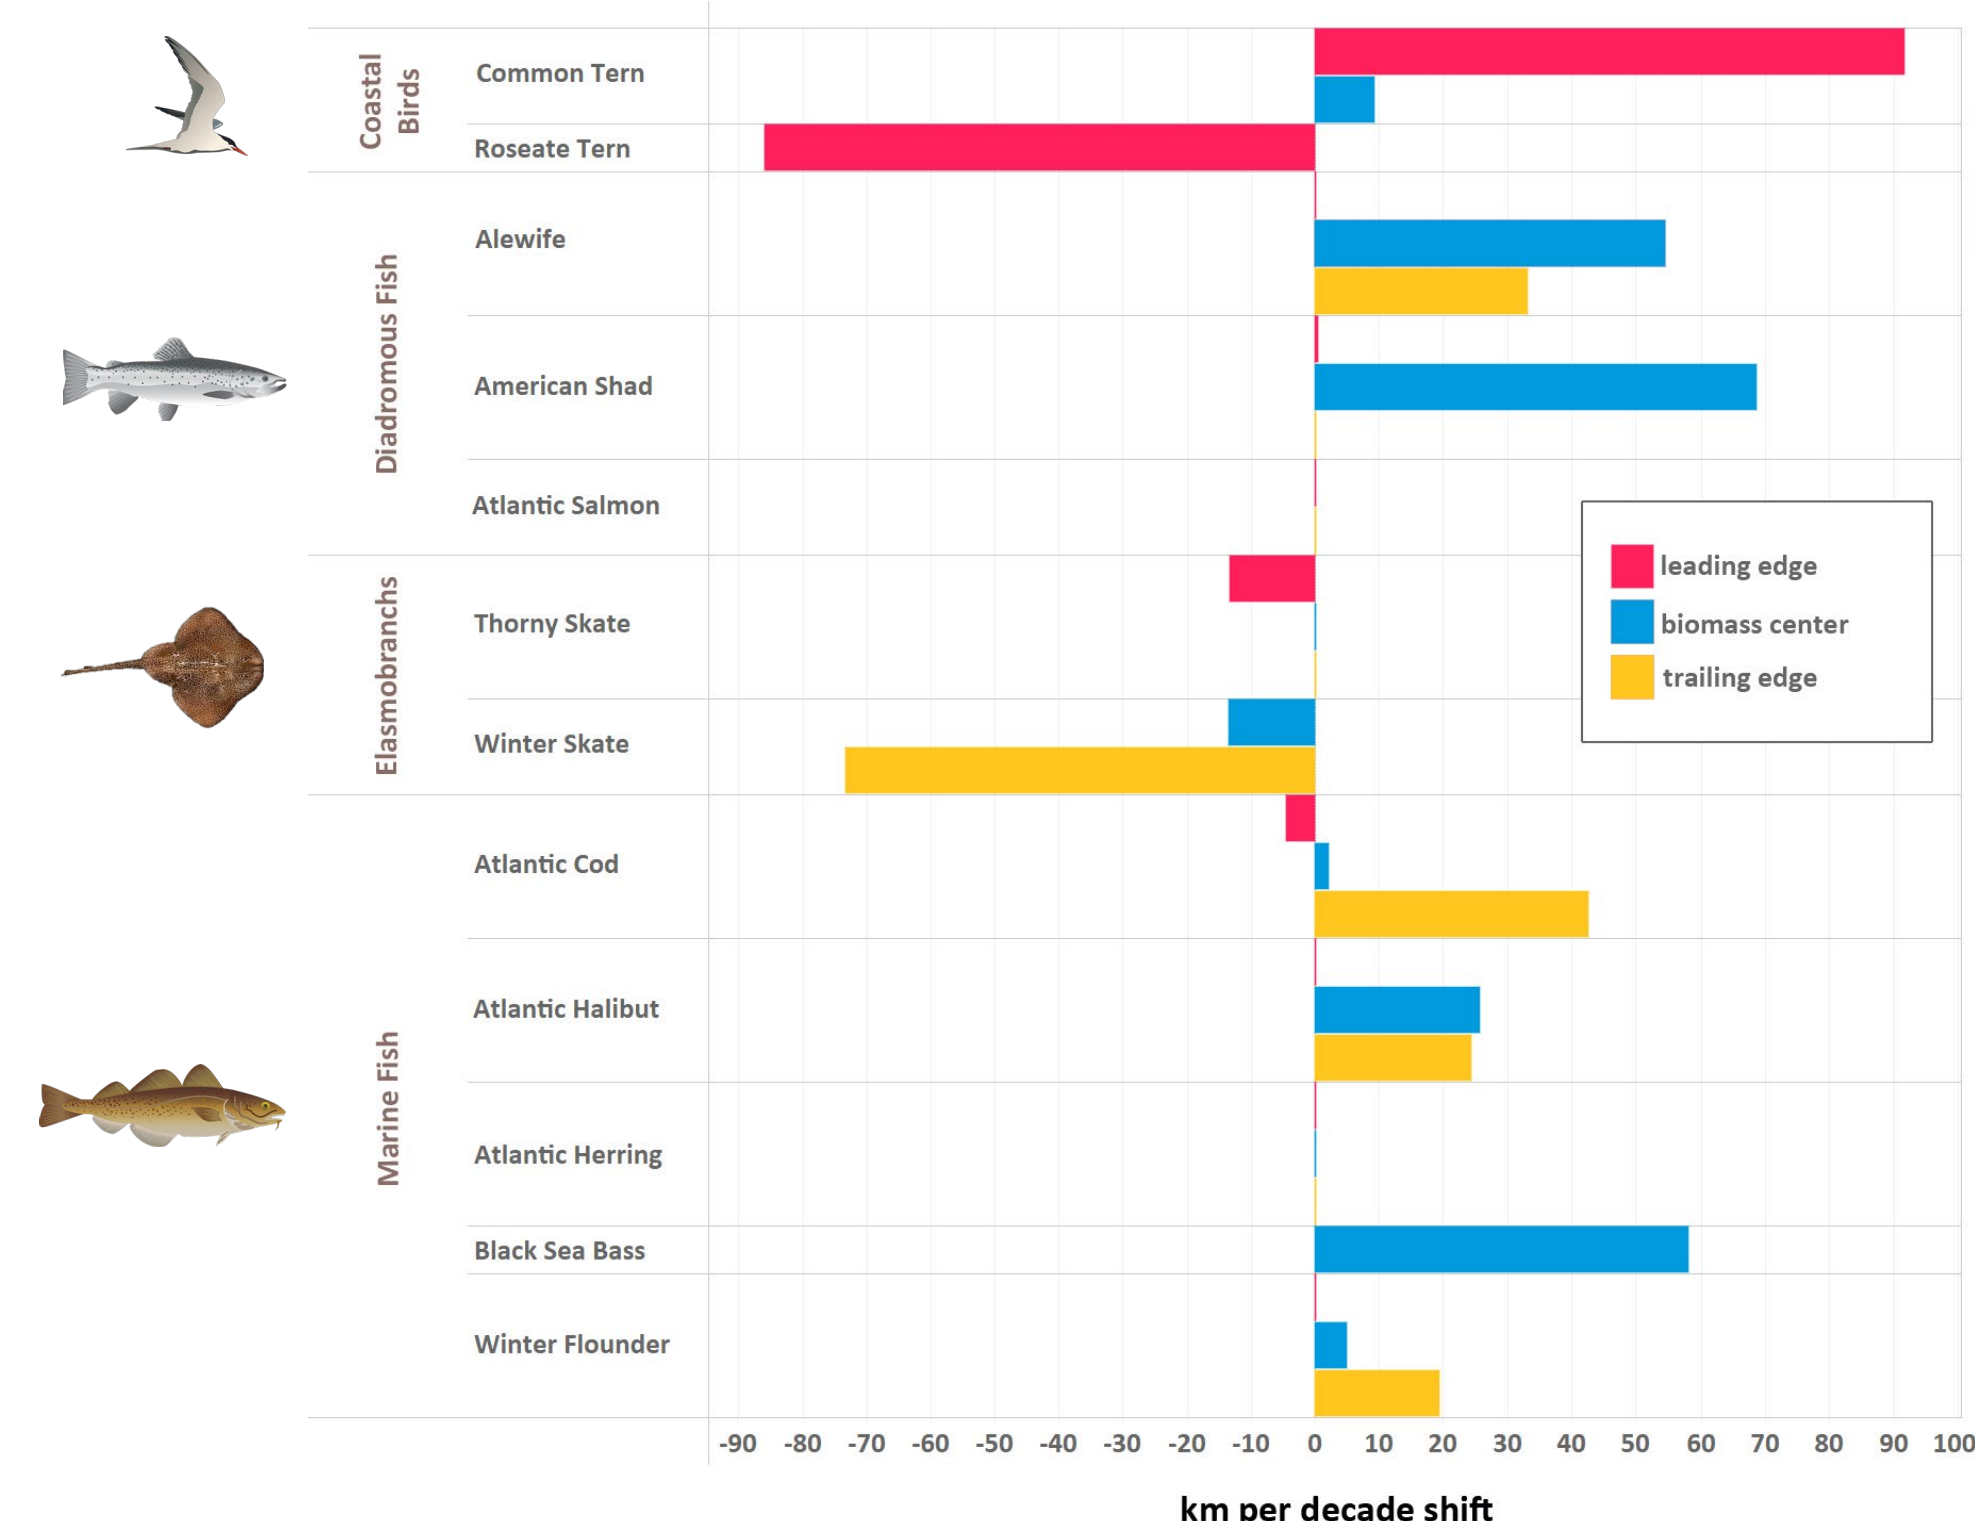 Coastal
Birds
Common Tern
Roseate Tern
Diadromous Fish
Alewife
American Shad
Atlantic Salmon
Elasmobranchs
Thorny Skate
Winter Skate
Marine Fish
Atlantic Cod
Atlantic Halibut
Atlantic Herring
Black Sea Bass
Winter Flounder
leading edge
biomass center
trailing edge
-90 -80 -70 -60 -50 -40 -30 -20 -10 0 10 20 30 40 50 60 70 80 90 100
km per decade shift